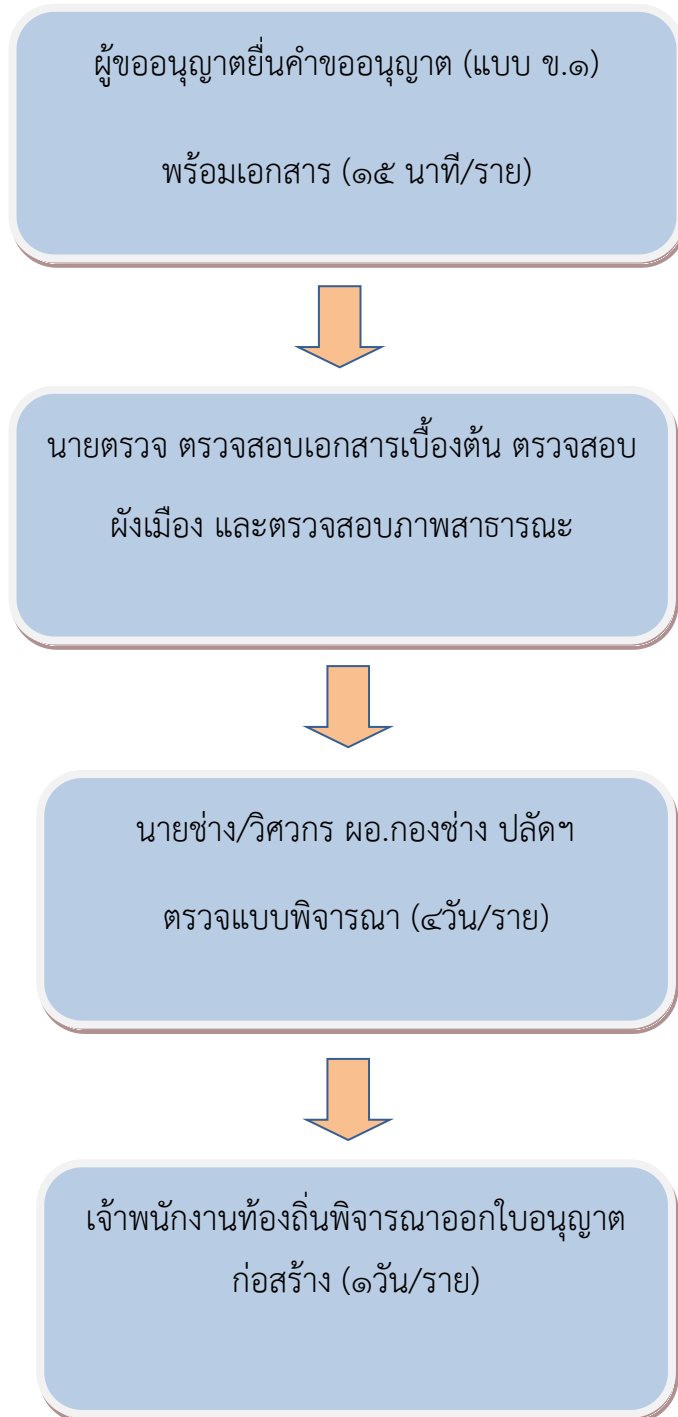 ผู้ขออนุญาตยื่นคำขออนุญาต (แบบ ข.๑)
พร้อมเอกสาร (๑๕ นาที/ราย)
นายตรวจ ตรวจสอบเอกสารเบื้องต้น ตรวจสอบ
ผังเมือง และตรวจสอบภาพสาธารณะ
นายช่าง/วิศวกร ผอ.กองช่าง ปลัดฯ
ตรวจแบบพิจารณา (๔วัน/ราย)
เจ้าพนักงานท้องถิ่นพิจารณาออกใบอนุญาต
ก่อสร้าง (๑วัน/ราย)